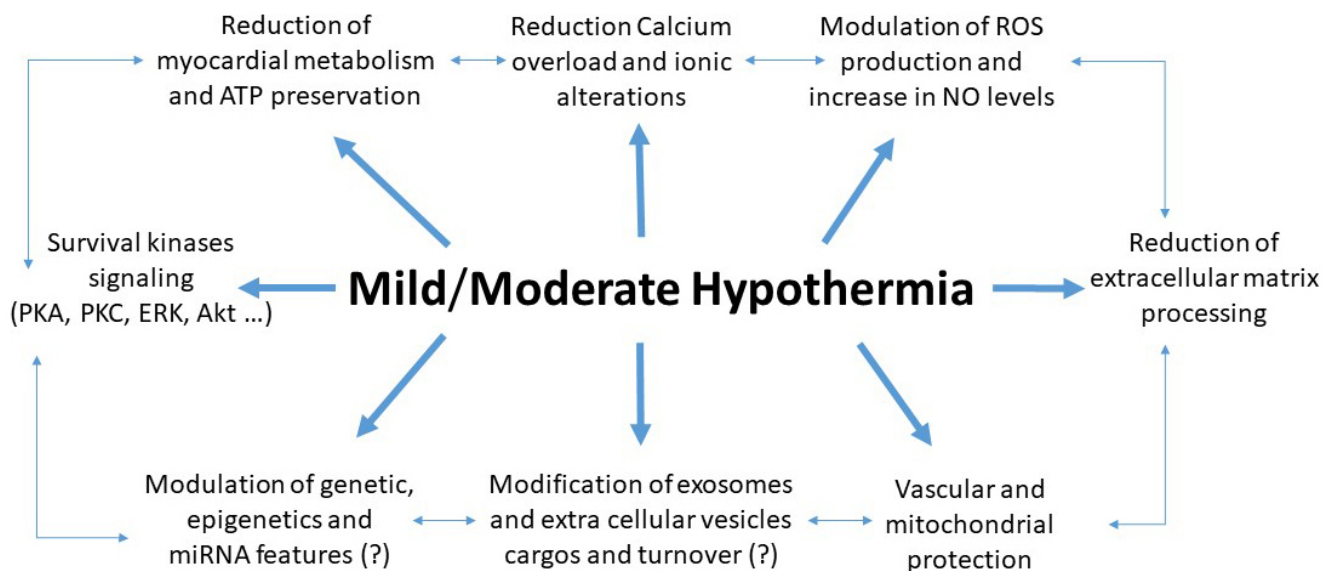 Reduction of
myocardial metabolism
and ATP preservation
Reduction Calcium
overload and ionic
alterations
Modulation of ROS
production and
increase in NO levels
Survival kinases
signaling
(PKA, PKC, ERK, Akt ...)
Mild/Moderate Hypothermia
Reduction of
extracellular matrix
processing
Modulation of genetic,
epigenetics and
miRNA features (?)
Modification of exosomes
and extra cellular vesicles
cargos and turnover (?)
Vascular and
mitochondrial
protection